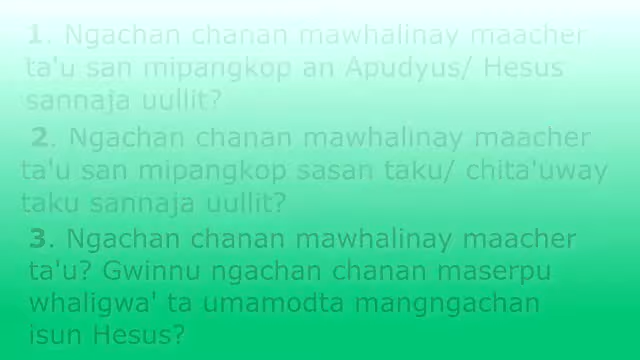 1. Ngachan chanan mawhalinay maacher
ta'u san mipangkop an Apudyus/ Hesus
sannaja uullit?
2. Ngachan chanan mawhalinay maacher
ta'u san mipangkop sasan taku/ chita'uway
taku sannaja uullit?
3. Ngachan chanan mawhalinay maacher
ta'u? Gwinnu ngachan chanan maserpu
whaligwa' ta umamodta mangngachan
isun Hesus?